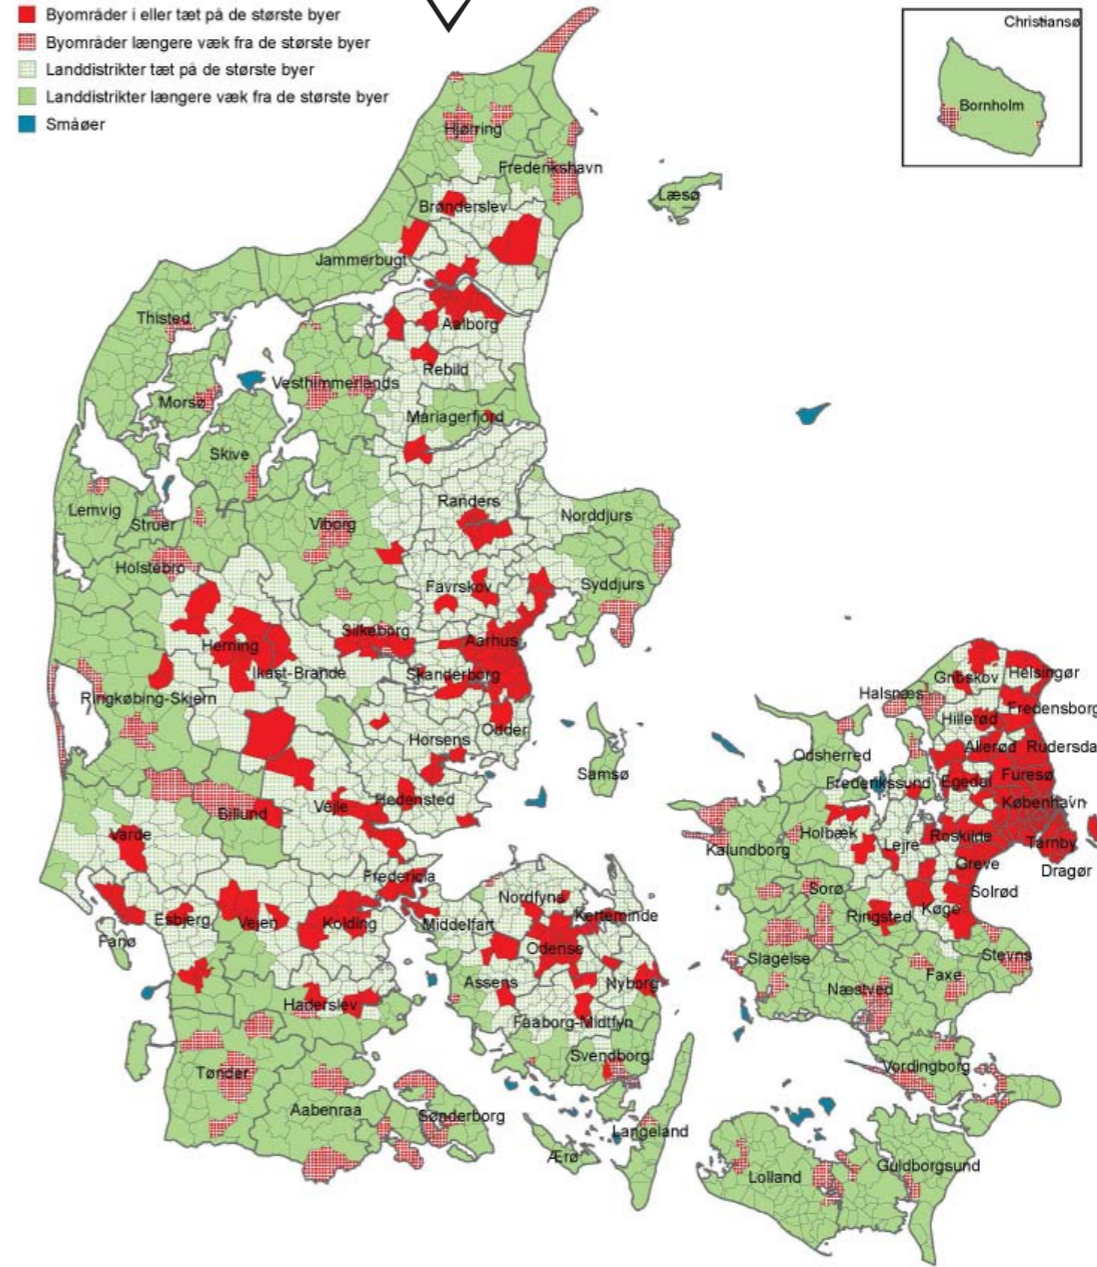 Byområder i eller tæt på de største byer
Byområder længere væk fra de største byer
Landdistrikter tæt på de største byer
Landdistrikter længere væk fra de største byer
Småøer
Christiansø
Bornholm
Hjørring
Frederikshavn
Læsø
Brønderslev
Jammerbugt
Thisted
Aalborg
Rebild
Vesthimmerlands
Morsø
Mariagerfjord
Skive
Randers
Lemvig
Struer
Viborg
Norddjurs
Holstebro
Favrskov
Syddjurs
Silkeborg
Aarhus
Herning
Ikast-Brande
Skanderborg
Ringkøbing-Skjern
Odder
Horsens
Samsø
Hedensted
Vejle
Billund
Varde
Fredericia
Esbjerg
Vejen
Kolding
Fanø
Haderslev
Tønder
Aabenraa
Sønderborg
Nordfyns
Kerteminde
Middelfart
Odense
Assens
Nyborg
Faaborg-Midtfyn
Svendborg
Langeland
Ærø
Gribskov
Helsingør
Halsnæs
Fredensborg
Hillerød
Allerød
Rudersda
Odsherred
Frederikssund
Egedal
Furesø
København
Holbæk
Kalundborg
Lejre
Roskilde
Tårnby
Greve
Dragør
Solrød
Sorø
Ringsted
Køge
Slagelse
Stevns
Faxe
Næstved
Vordingborg
Lolland
Guldborgsund